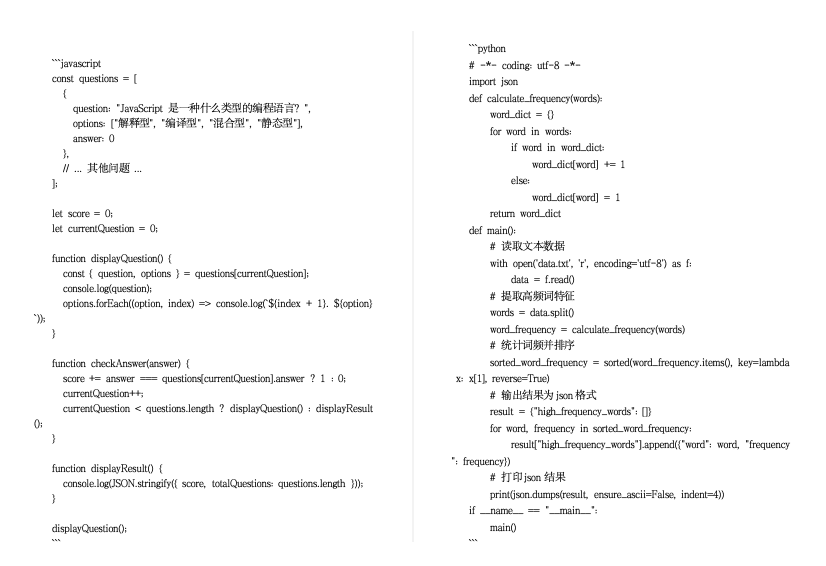 ```javascript
const questions = [
  {
    question: "JavaScript 是一种什么类型的编程语言? ",
    options: ["解释型", "编译型", "混合型", "静态型"],
    answer: 0
  },
  // ... 其他问题 ...
];

let score = 0;
let currentQuestion = 0;

function displayQuestion() {
  const { question, options } = questions[currentQuestion];
  console.log(question);
  options.forEach((option, index) => console.log(`${index + 1}. ${option}
`));
}

function checkAnswer(answer) {
  score += answer === questions[currentQuestion].answer ? 1 : 0;
  currentQuestion++;
  currentQuestion < questions.length ? displayQuestion() : displayResult
();
}

function displayResult() {
  console.log(JSON.stringify({ score, totalQuestions: questions.length }));
}

displayQuestion();
```
```python
# -*- coding: utf-8 -*-
import json
def calculate_frequency(words):
    word_dict = {}
    for word in words:
        if word in word_dict:
            word_dict[word] += 1
        else:
            word_dict[word] = 1
    return word_dict
def main():
    # 读取文本数据
    with open('data.txt', 'r', encoding='utf-8') as f:
        data = f.read()
    # 提取高频词特征
    words = data.split()
    word_frequency = calculate_frequency(words)
    # 统计词频并排序
    sorted_word_frequency = sorted(word_frequency.items(), key=lambda
x: x[1], reverse=True)
    # 输出结果为 json 格式
    result = {"high_frequency_words": []}
    for word, frequency in sorted_word_frequency:
        result["high_frequency_words"].append({"word": word, "frequency
": frequency})
    # 打印 json 结果
    print(json.dumps(result, ensure_ascii=False, indent=4))
if __name__ == "__main__":
    main()
```